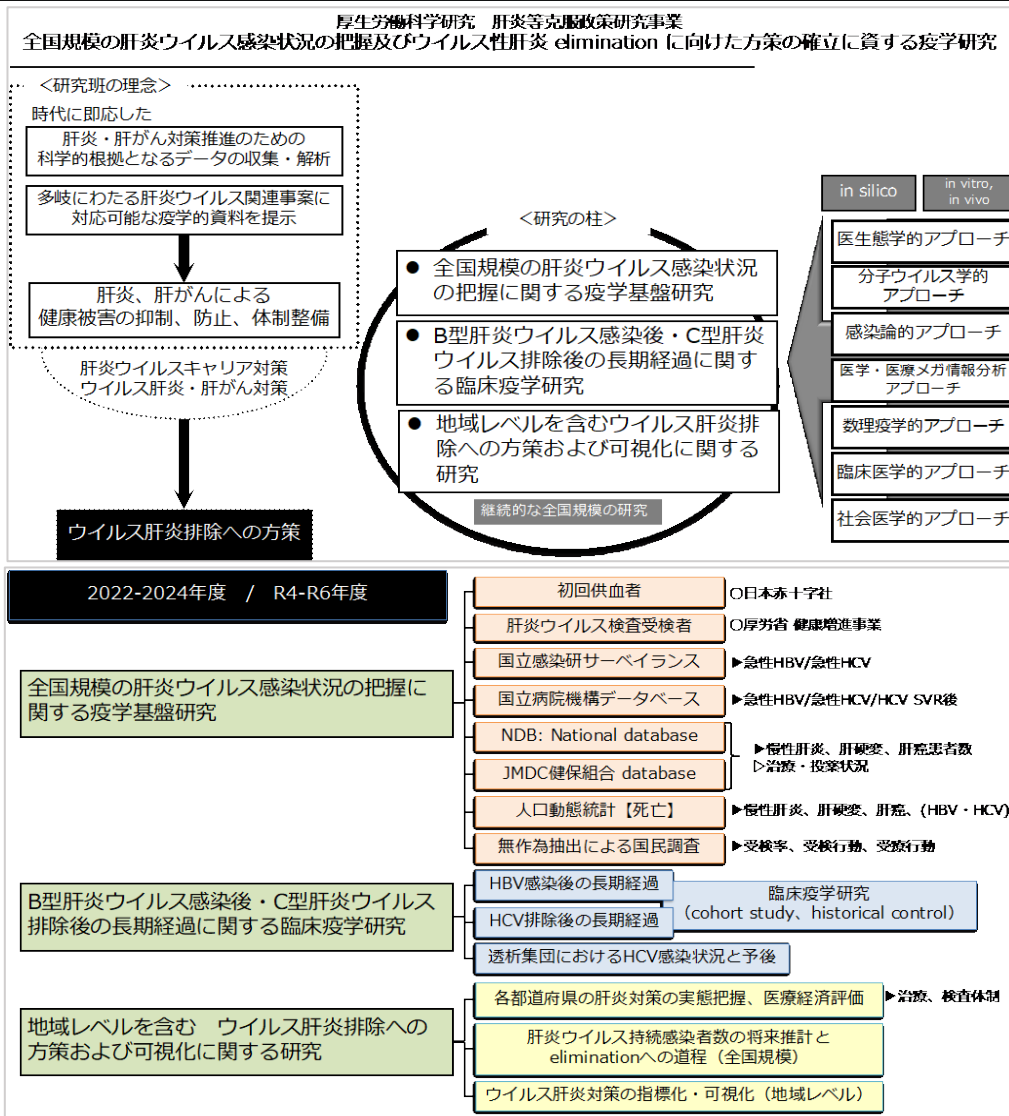 厚生労働科学研究 肝炎等克服政策研究事業
全国規模の肝炎ウイルス感染状況の把握及びウイルス性肝炎 elimination に向けた方策の確立に資する疫学研究
<研究班の理念>
時代に即応した
肝炎・肝がん対策推進のための
科学的根拠となるデータの収集・解析
多岐にわたる肝炎ウイルス関連事案に
対応可能な疫学的資料を提示
肝炎、肝がんによる
健康被害の抑制、防止、体制整備
肝炎ウイルスキャリア対策
ウイルス肝炎・肝がん対策
ウイルス肝炎排除への方策
<研究の柱>
● 全国規模の肝炎ウイルス感染状況
の把握に関する疫学基盤研究
● B型肝炎ウイルス感染後・C型肝炎
ウイルス排除後の長期経過に関す
る臨床疫学研究
● 地域レベルを含むウイルス肝炎排
除への方策および可視化に関する
研究
継続的な全国規模の研究
in silico
in vitro,
in vivo
医生態学的アプローチ
分子ウイルス学的
アプローチ
感染論的アプローチ
医学・医療メガ情報分析
アプローチ
数理疫学的アプローチ
臨床医学的アプローチ
社会医学的アプローチ
2022-2024年度 / R4-R6年度
全国規模の肝炎ウイルス感染状況の把握に
関する疫学基盤研究
初回供血者
○日本赤十字社
肝炎ウイルス検査受検者
○厚労省 健康増進事業
国立感染研サーベイランス
▶急性HBV/急性HCV
国立病院機構データベース
▶急性HBV/急性HCV/HCV SVR後
NDB: National database
JMDC健保組合 database
▶慢性肝炎、肝硬変、肝癌患者数
▷治療・投薬状況
人口動態統計【死亡】
▶慢性肝炎、肝硬変、肝癌、(HBV・HCV)
無作為抽出による国民調査
▶受検率、受検行動、受療行動
B型肝炎ウイルス感染後・C型肝炎ウイルス
排除後の長期経過に関する臨床疫学研究
HBV感染後の長期経過
HCV排除後の長期経過
臨床疫学研究
（cohort study、historical control）
透析集団におけるHCV感染状況と予後
地域レベルを含む ウイルス肝炎排除への
方策および可視化に関する研究
各都道府県の肝炎対策の実態把握、医療経済評価
▶治療、検査体制
肝炎ウイルス持続感染者数の将来推計と
eliminationへの道程（全国規模）
ウイルス肝炎対策の指標化・可視化（地域レベル）